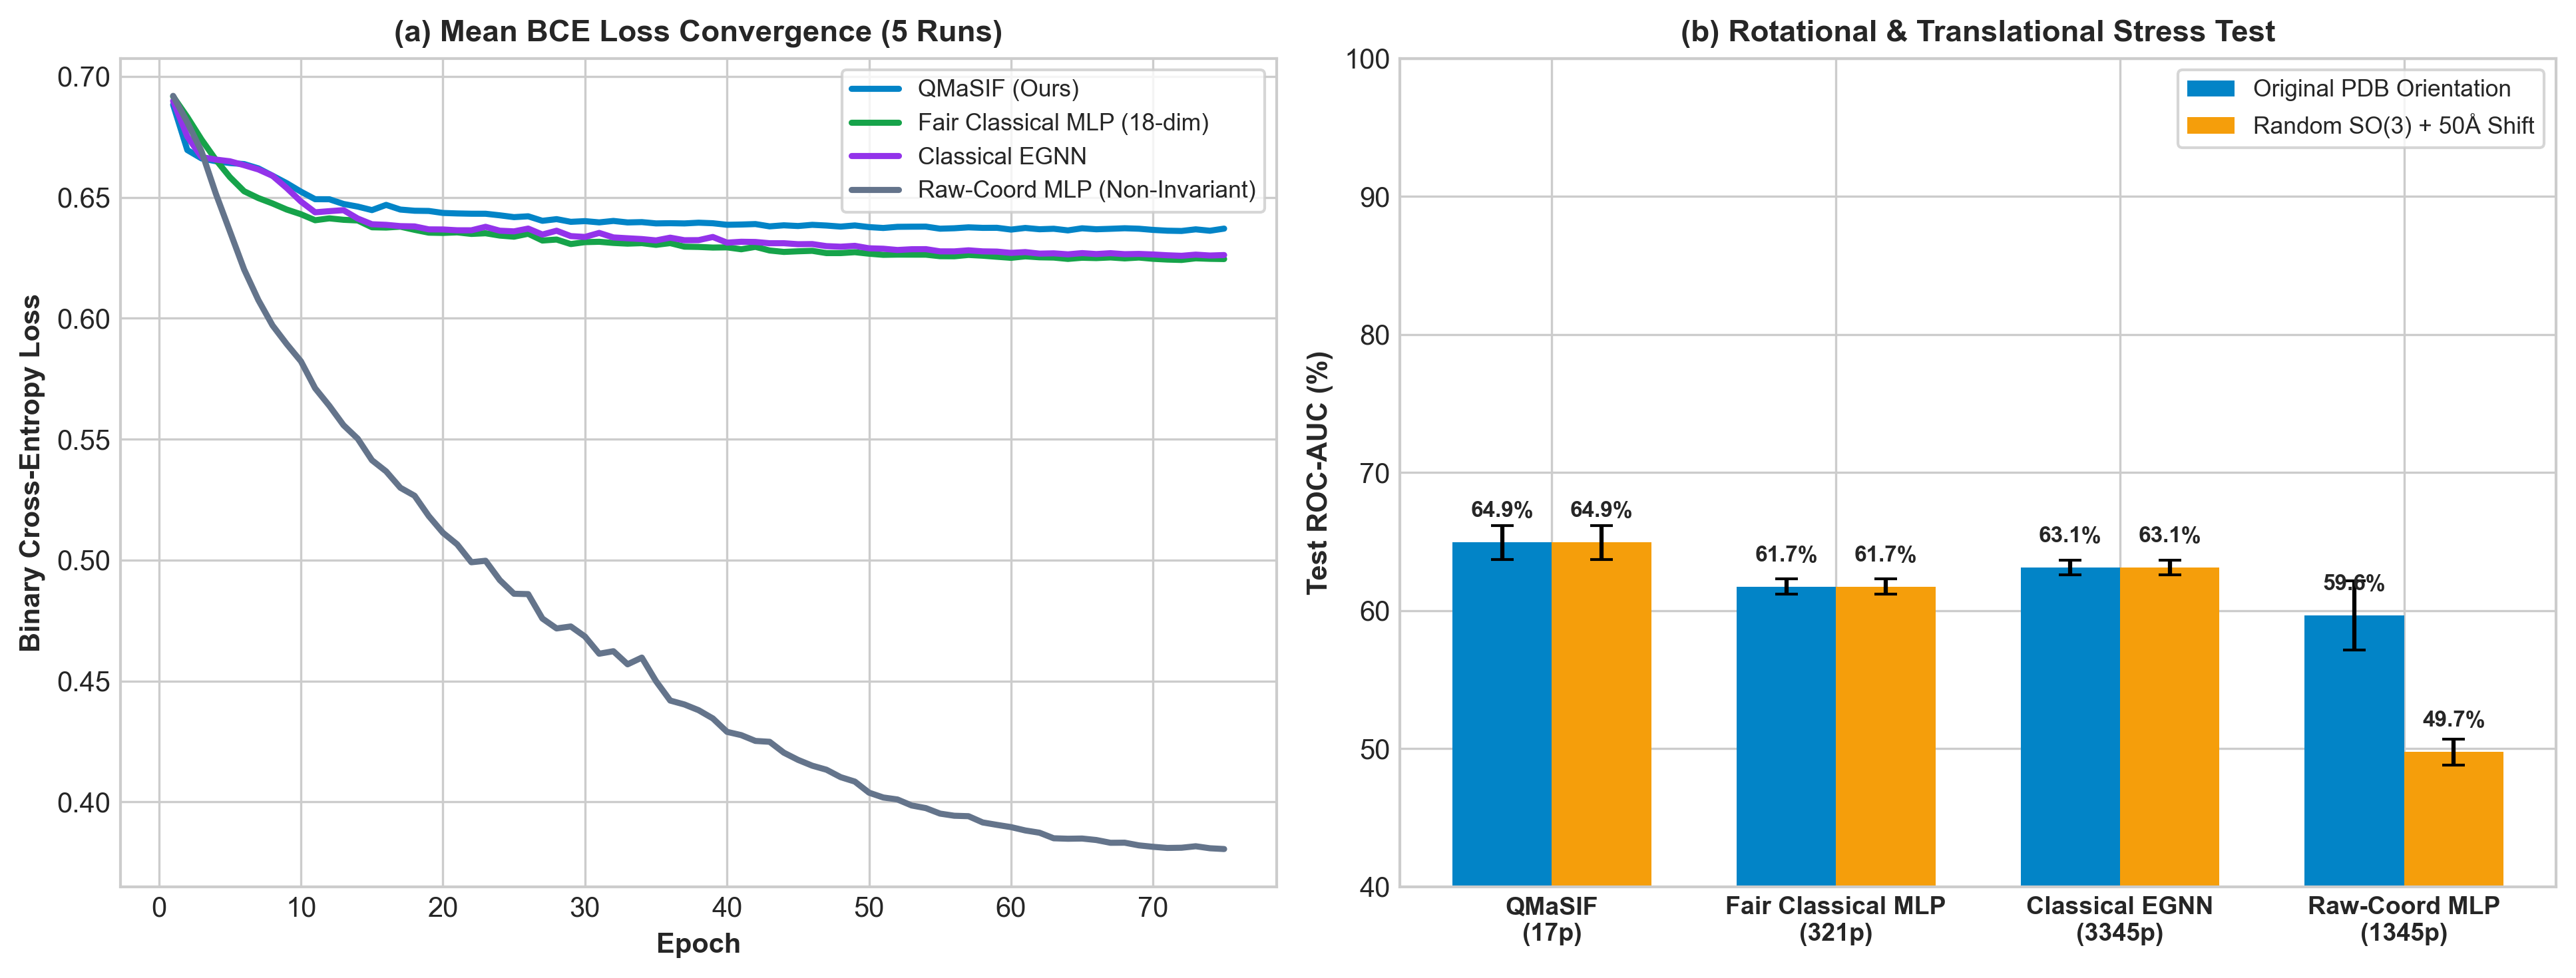 (a) Mean BCE Loss Convergence (5 Runs)
0.70
0.65
0.60
0.55
0.50
0.45
0.40
Binary Cross-Entropy Loss
QMaSIF (Ours)
Fair Classical MLP (18-dim)
Classical EGNN
Raw-Coord MLP (Non-Invariant)
0 10 20 30 40 50 60 70
Epoch
(b) Rotational & Translational Stress Test
100
90
80
70
60
50
40
Test ROC-AUC (%)
Original PDB Orientation
Random SO(3) + 50Å Shift
64.9% 64.9%
61.7% 61.7%
63.1% 63.1%
59.6%
49.7%
QMaSIF
(17p)
Fair Classical MLP
(321p)
Classical EGNN
(3345p)
Raw-Coord MLP
(1345p)